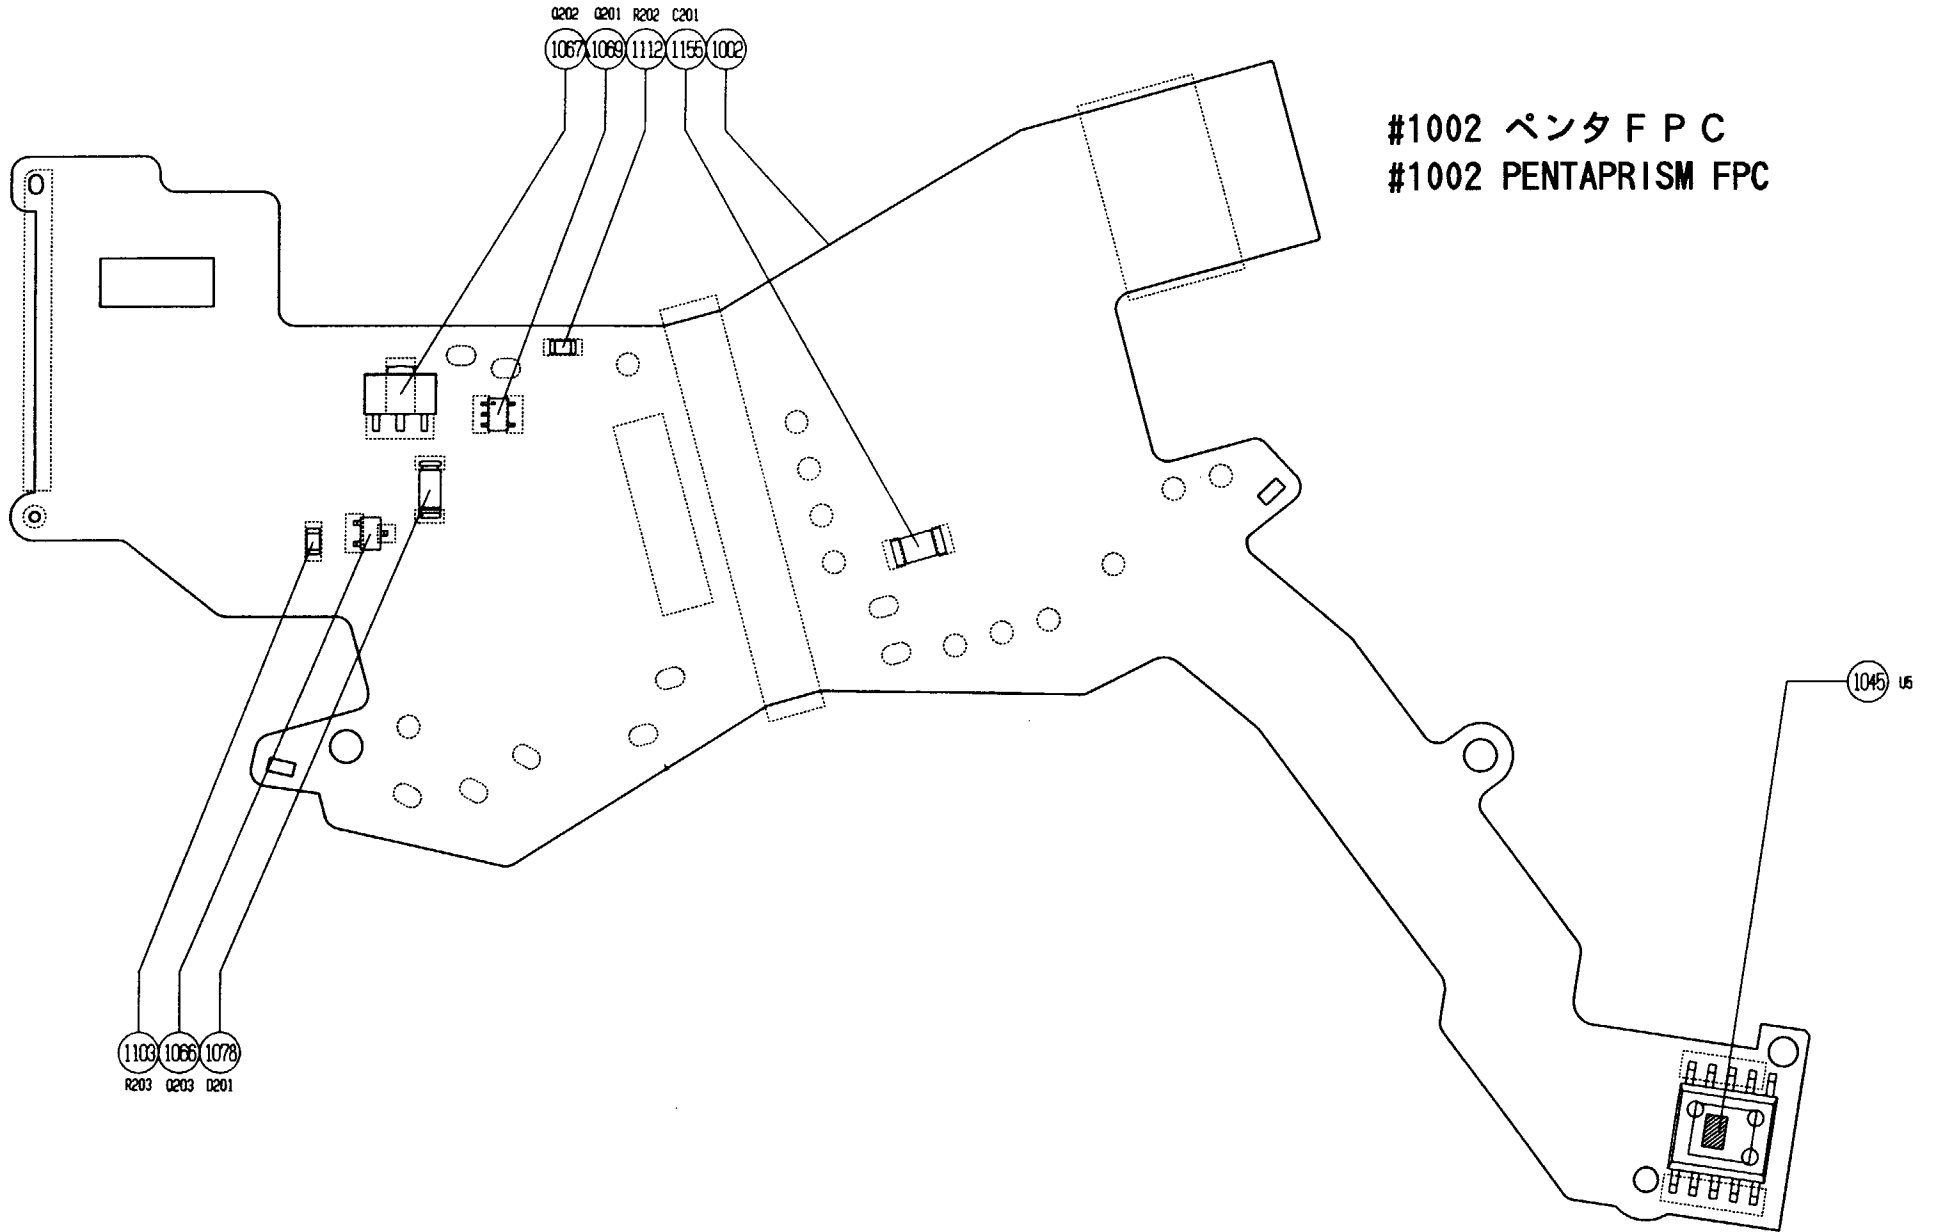 Q202 Q201 R202 C201
1067 1069 1112 1155 1002
#1002 ペンタFPC
#1002 PENTAPRISM FPC
1045 U5
1103 1066 1078
R203 Q203 D201